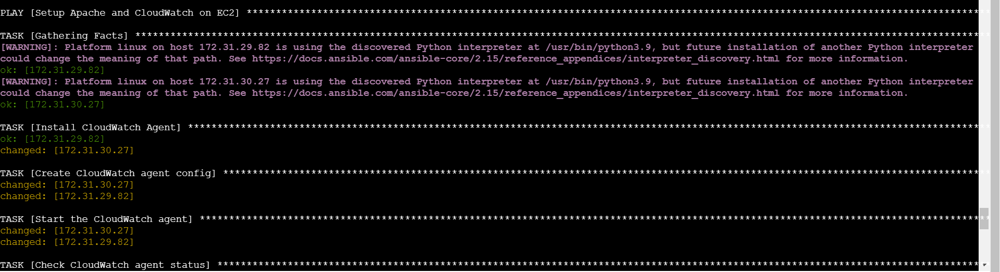 PLAY [Setup Apache and CloudWatch on EC2] *******************************************************************************************************************************
TASK [Gathering Facts] **************************************************************************************************************************************************
[WARNING]: Platform linux on host 172.31.29.82 is using the discovered Python interpreter at /usr/bin/python3.9, but future installation of another Python interpreter
could change the meaning of that path. See https://docs.ansible.com/ansible-core/2.15/reference_appendices/interpreter_discovery.html for more information.
ok: [172.31.29.82]
[WARNING]: Platform linux on host 172.31.30.27 is using the discovered Python interpreter at /usr/bin/python3.9, but future installation of another Python interpreter
could change the meaning of that path. See https://docs.ansible.com/ansible-core/2.15/reference_appendices/interpreter_discovery.html for more information.
ok: [172.31.30.27]
TASK [Install CloudWatch Agent] *****************************************************************************************************************************************
ok: [172.31.29.82]
changed: [172.31.30.27]
TASK [Create CloudWatch agent config] ***********************************************************************************************************************************
changed: [172.31.30.27]
changed: [172.31.29.82]
TASK [Start the CloudWatch agent] ***************************************************************************************************************************************
changed: [172.31.30.27]
changed: [172.31.29.82]
TASK [Check CloudWatch agent status] ************************************************************************************************************************************